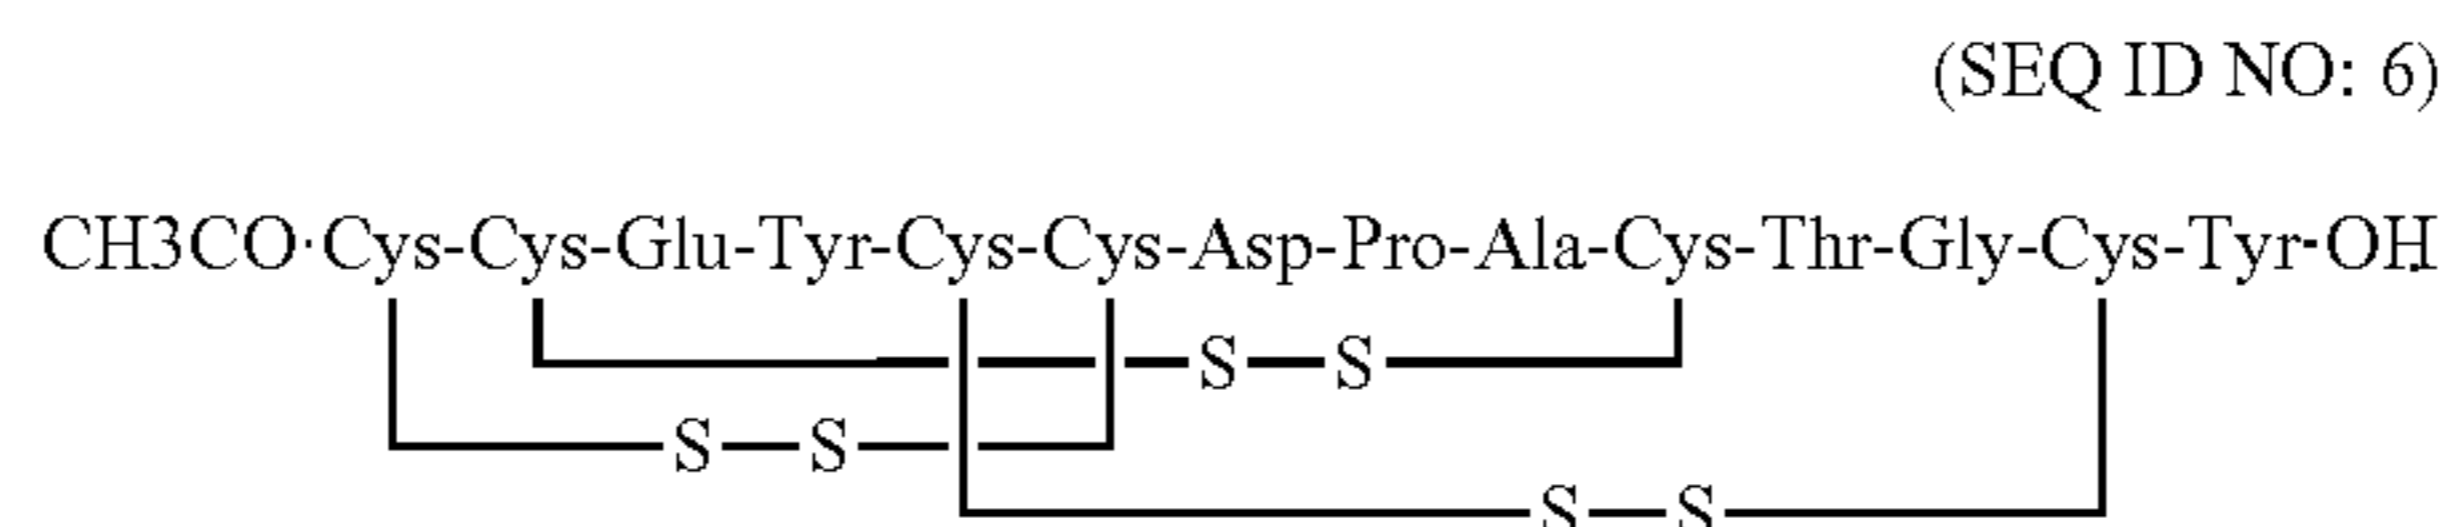 (SEQ ID NO: 6)
CH3CO·Cys-Cys-Glu-Tyr-Cys-Cys-Asp-Pro-Ala-Cys-Thr-Gly-Cys-Tyr-OH
S—S
S—S
S—S